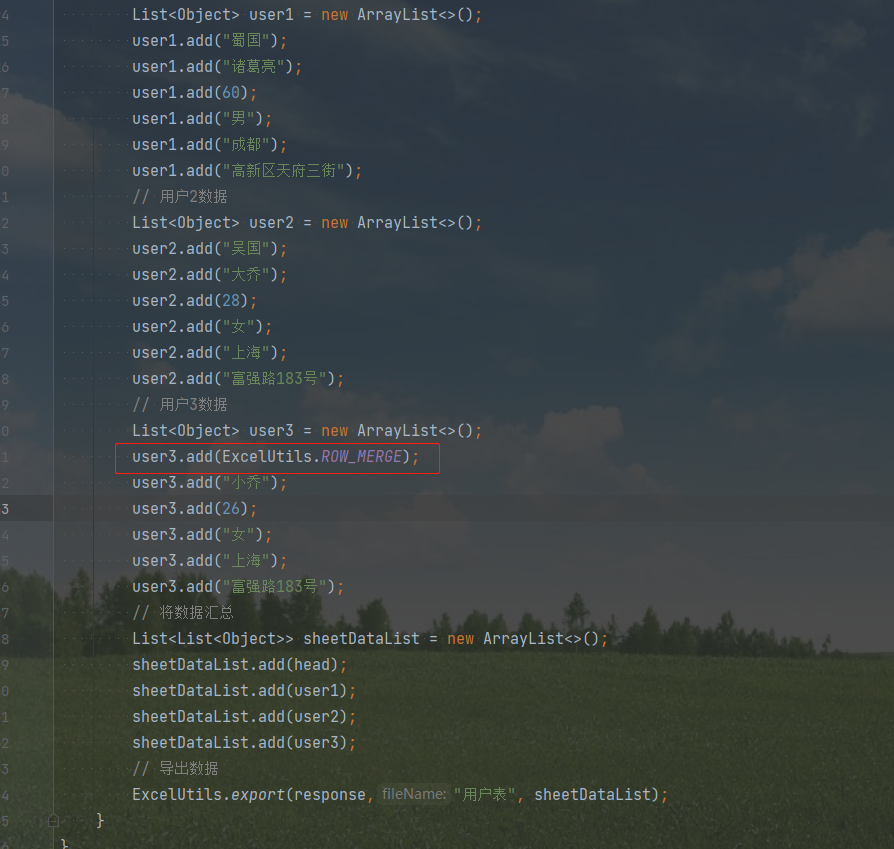 4 List<Object> user1 = new ArrayList<>();
5 user1.add("蜀国");
6 user1.add("诸葛亮");
7 user1.add(60);
8 user1.add("男");
9 user1.add("成都");
0 user1.add("高新区天府三街");
1 // 用户2数据
2 List<Object> user2 = new ArrayList<>();
3 user2.add("吴国");
4 user2.add("大乔");
5 user2.add(28);
6 user2.add("女");
7 user2.add("上海");
8 user2.add("富强路183号");
9 // 用户3数据
0 List<Object> user3 = new ArrayList<>();
1 user3.add(ExcelUtils.ROW_MERGE);
2 user3.add("小乔");
3 user3.add(26);
4 user3.add("女");
5 user3.add("上海");
6 user3.add("富强路183号");
7 // 将数据汇总
8 List<List<Object>> sheetDataList = new ArrayList<>();
9 sheetDataList.add(head);
0 sheetDataList.add(user1);
1 sheetDataList.add(user2);
2 sheetDataList.add(user3);
3 // 导出数据
4 ExcelUtils.export(response, fileName: "用户表", sheetDataList);
5 }
}